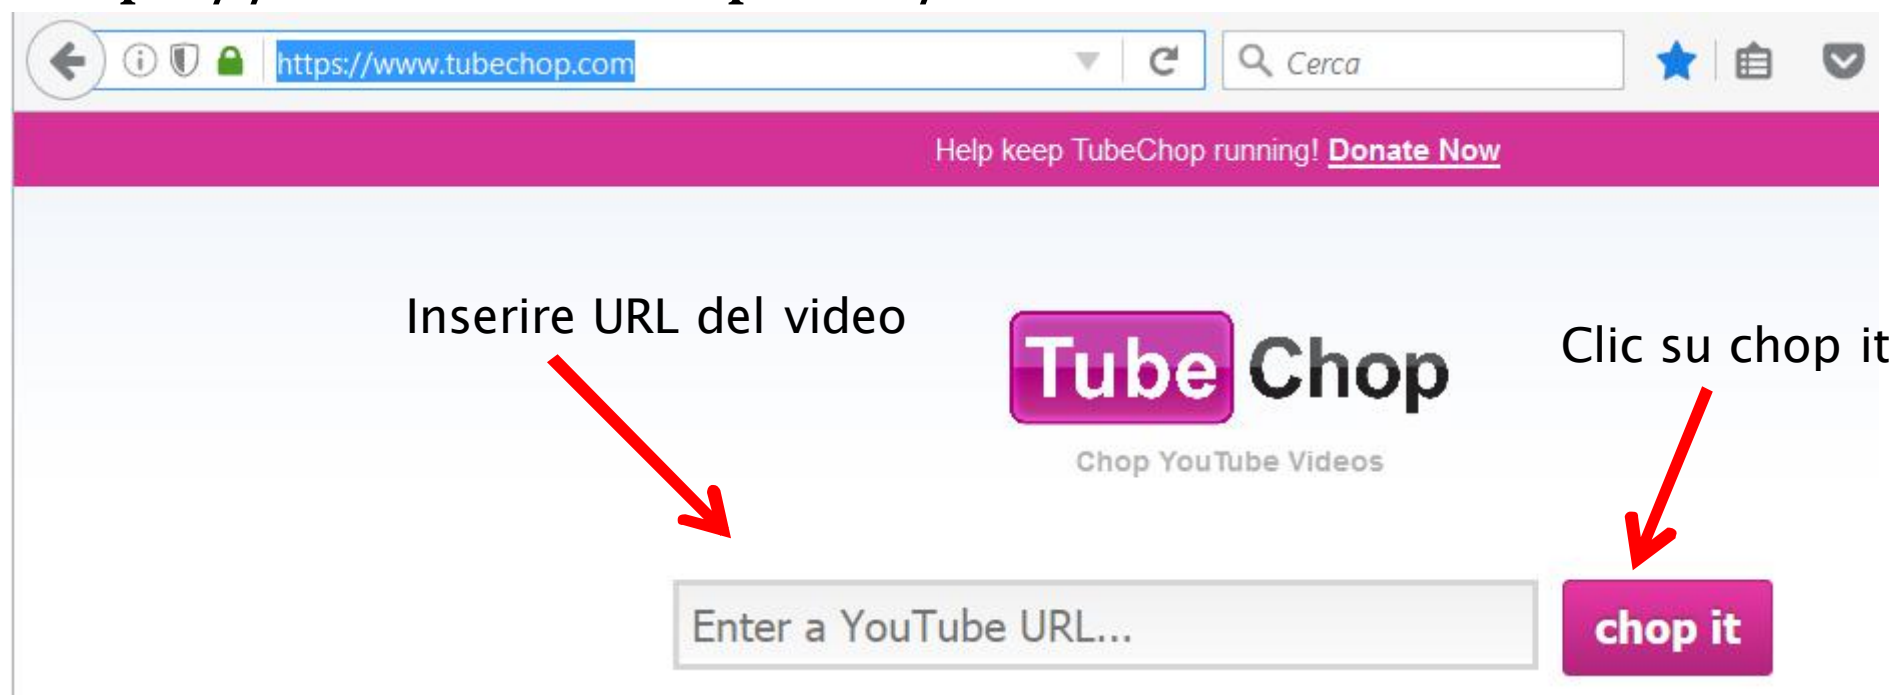 https://www.tubechop.com
Cerca
Help keep TubeChop running! Donate Now
Inserire URL del video
Tube Chop
Clic su chop it
Chop YouTube Videos
Enter a YouTube URL...
chop it